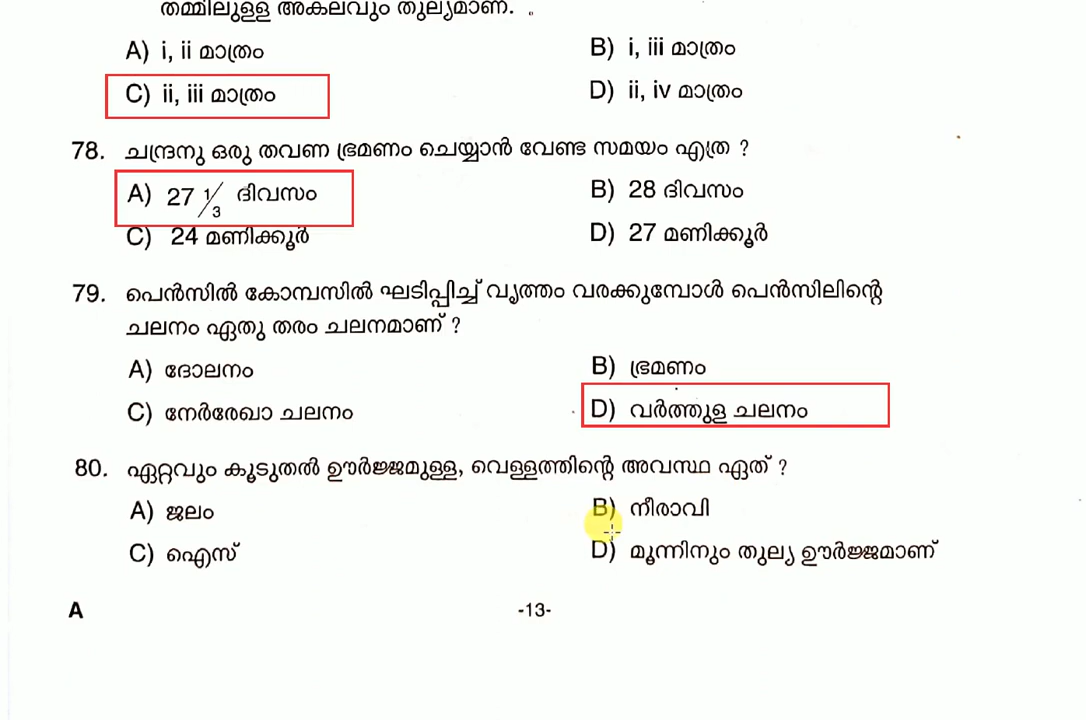 തമ്മിലുള്ള അകലവും തുല്യമാണ്.
A) i, ii മാത്രം
B) i, iii മാത്രം
C) ii, iii മാത്രം
D) ii, iv മാത്രം
78. ചന്ദ്രനു ഒരു തവണ ഭ്രമണം ചെയ്യാൻ വേണ്ട സമയം എത്ര ?
A) 27 1/3 ദിവസം
B) 28 ദിവസം
C) 24 മണിക്കൂർ
D) 27 മണിക്കൂർ
79. പെൻസിൽ കോമ്പസിൽ ഘടിപ്പിച്ച് വൃത്തം വരക്കുമ്പോൾ പെൻസിലിന്റെ
ചലനം ഏതു തരം ചലനമാണ് ?
A) ദോലനം
B) ഭ്രമണം
C) നേർരേഖാ ചലനം
D) വർത്തുള ചലനം
80. ഏറ്റവും കൂടുതൽ ഊർജ്ജമുള്ള, വെള്ളത്തിന്റെ അവസ്ഥ ഏത് ?
A) ജലം
B) നീരാവി
C) ഐസ്
D) മൂന്നിനും തുല്യ ഊർജ്ജമാണ്
A
-13-